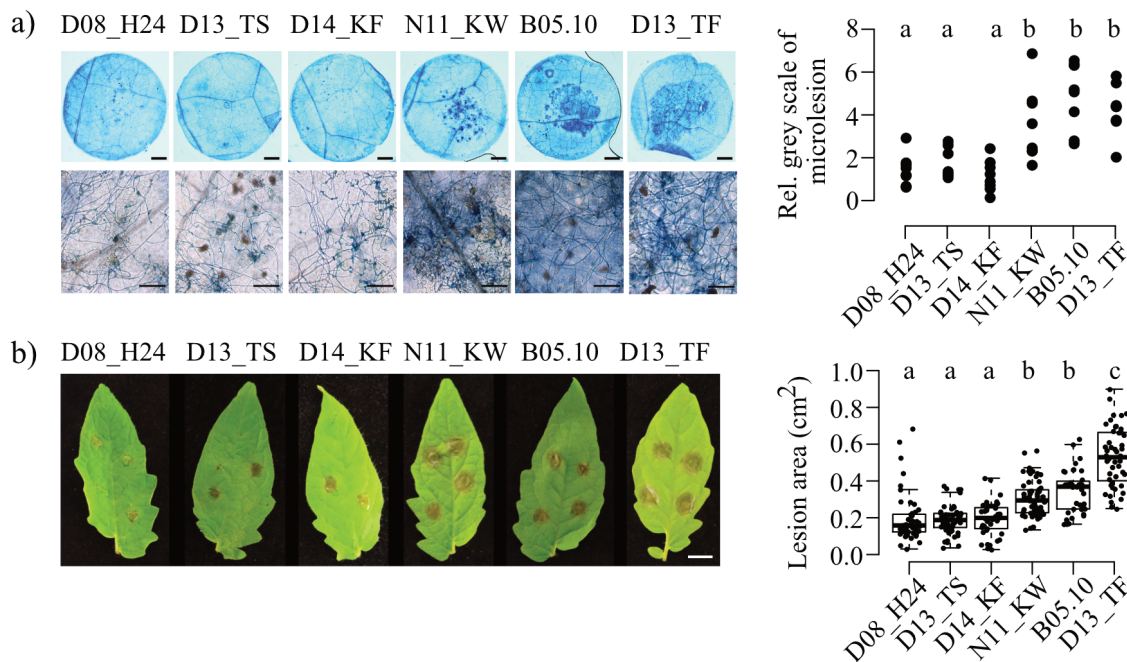 a) D08_H24 D13_TS D14_KF N11_KW B05.10 D13_TF
Rel. grey scale of
microlesion
8
6
4
2
0
a a a b b b
D08_H24
D13_TS
D14_KF
N11_KW
B05.10
D13_TF
b) D08_H24 D13_TS D14_KF N11_KW B05.10 D13_TF
Lesion area (cm²)
1.0
0.8
0.6
0.4
0.2
0.0
a a a b b c
D08_H24
D13_TS
D14_KF
N11_KW
B05.10
D13_TF